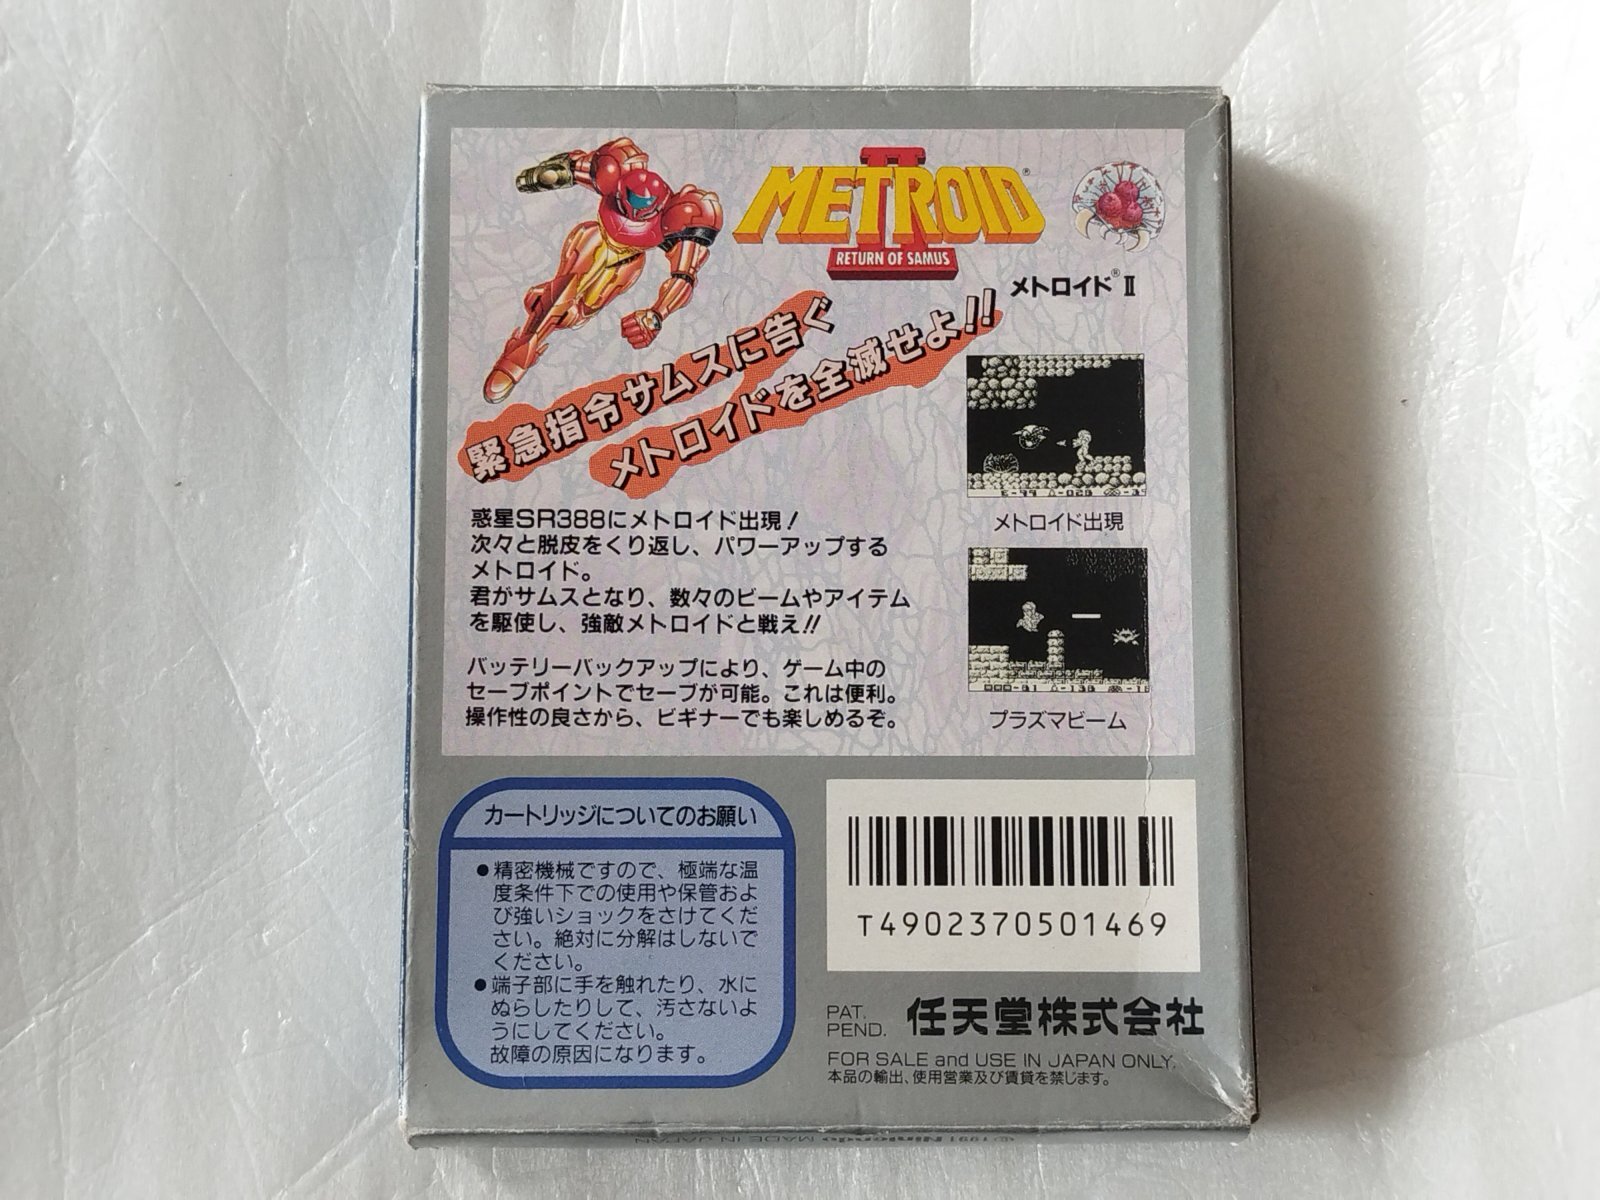 METROID®
II
RETURN OF SAMUS
メトロイド® II
緊急指令サムスに告ぐ
メトロイドを全滅せよ!!
惑星SR388にメトロイド出現!
次々と脱皮をくり返し、パワーアップする
メトロイド。
君がサムスとなり、数々のビームやアイテム
を駆使し、強敵メトロイドと戦え!!
バッテリーバックアップにより、ゲーム中の
セーブポイントでセーブが可能。これは便利。
操作性の良さから、ビギナーでも楽しめるぞ。
メトロイド出現
プラズマビーム
カートリッジについてのお願い
●精密機械ですので、極端な温
度条件下での使用や保管およ
び強いショックをさけてくだ
さい。絶対に分解はしないで
ください。
●端子部に手を触れたり、水に
ぬらしたりして、汚さないよ
うにしてください。
故障の原因になります。
T4902370501469
PAT.
PEND.
任天堂株式会社
FOR SALE and USE IN JAPAN ONLY.
本品の輸出、使用営業及び賃貸を禁じます。
©1991 Nintendo MADE IN JAPAN